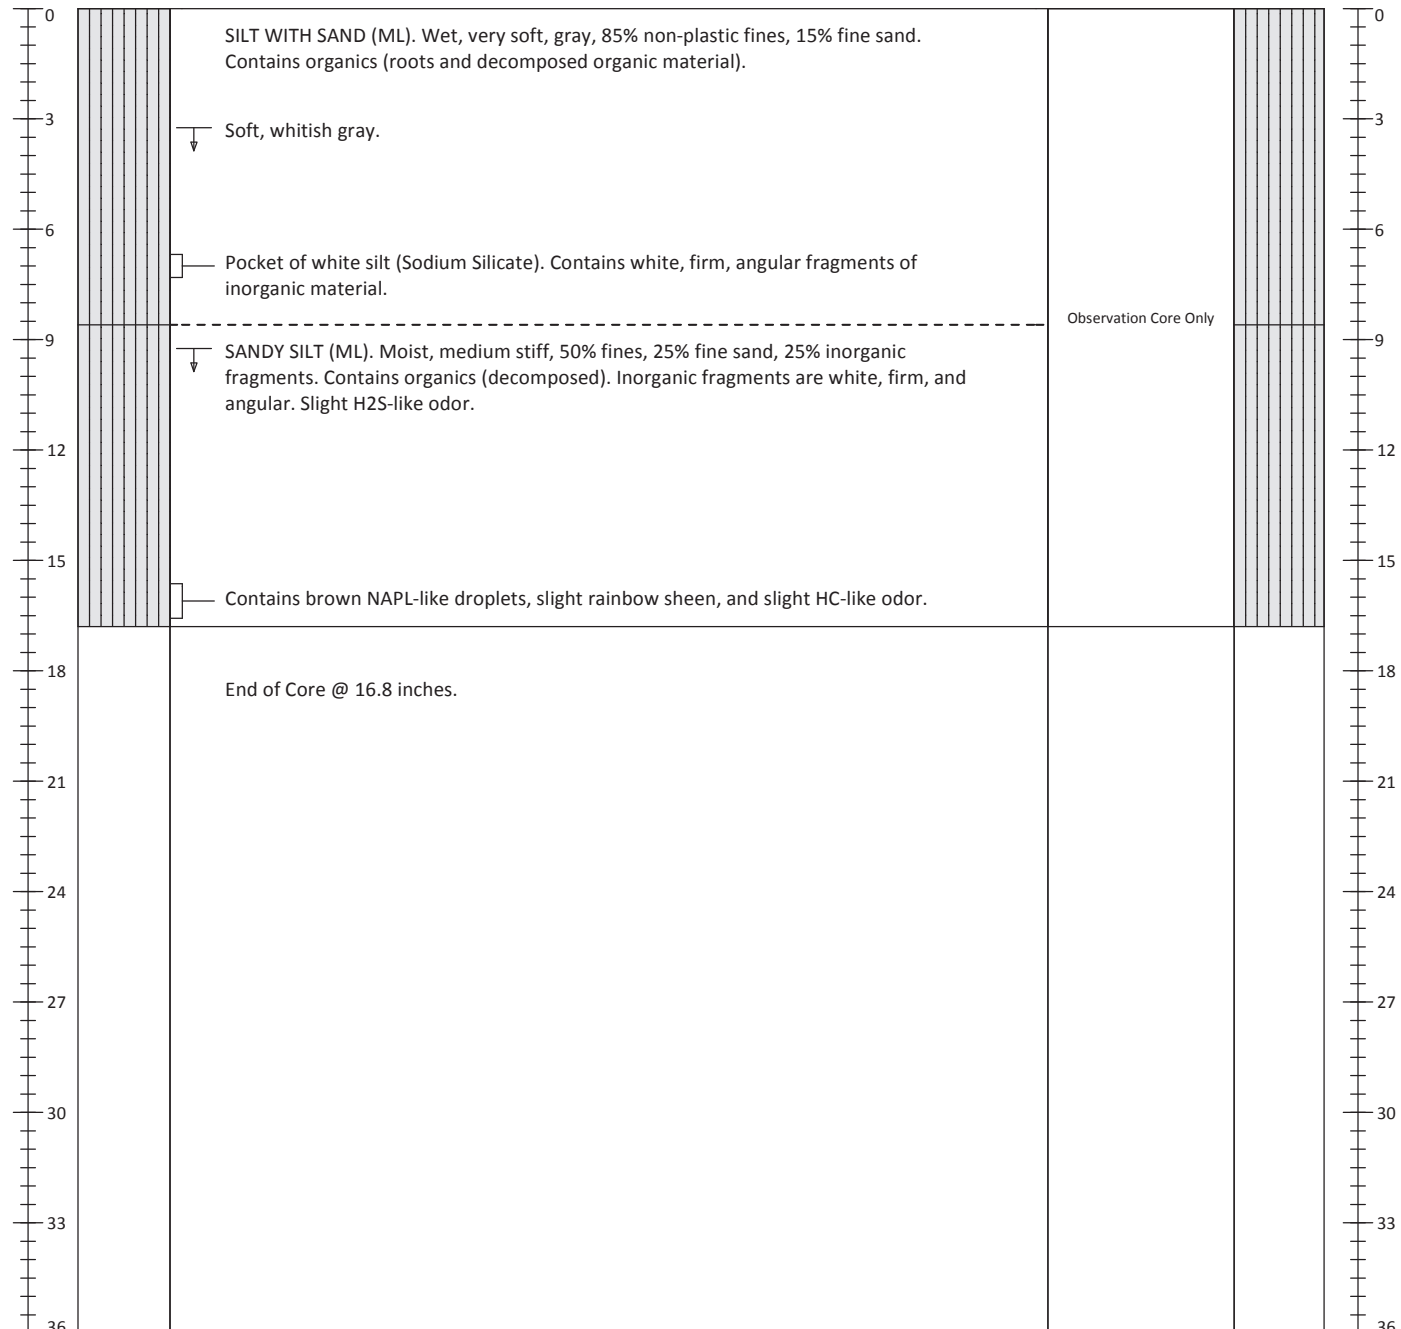 0
0
SILT WITH SAND (ML). Wet, very soft, gray, 85% non-plastic fines, 15% fine sand.
Contains organics (roots and decomposed organic material).
3
Soft, whitish gray.
3
6
6
Pocket of white silt (Sodium Silicate). Contains white, firm, angular fragments of
inorganic material.
Observation Core Only
9
9
SANDY SILT (ML). Moist, medium stiff, 50% fines, 25% fine sand, 25% inorganic
fragments. Contains organics (decomposed). Inorganic fragments are white, firm, and
angular. Slight H2S-like odor.
12
12
15
15
Contains brown NAPL-like droplets, slight rainbow sheen, and slight HC-like odor.
18
18
End of Core @ 16.8 inches.
21
21
24
24
27
27
30
30
33
33
36
36